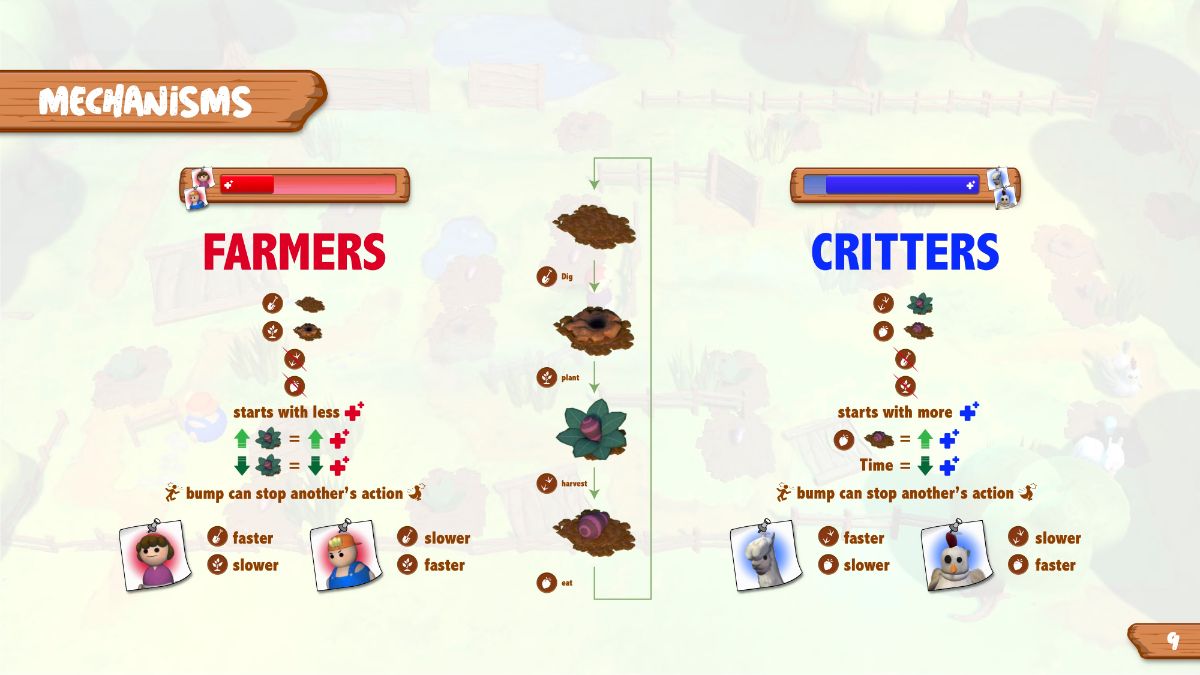 MECHANiSMS
FARMERS
starts with less
=
=
bump can stop another's action
faster
slower
slower
faster
Dig
plant
harvest
eat
CRITTERS
starts with more
=
Time =
bump can stop another's action
faster
slower
slower
faster
9